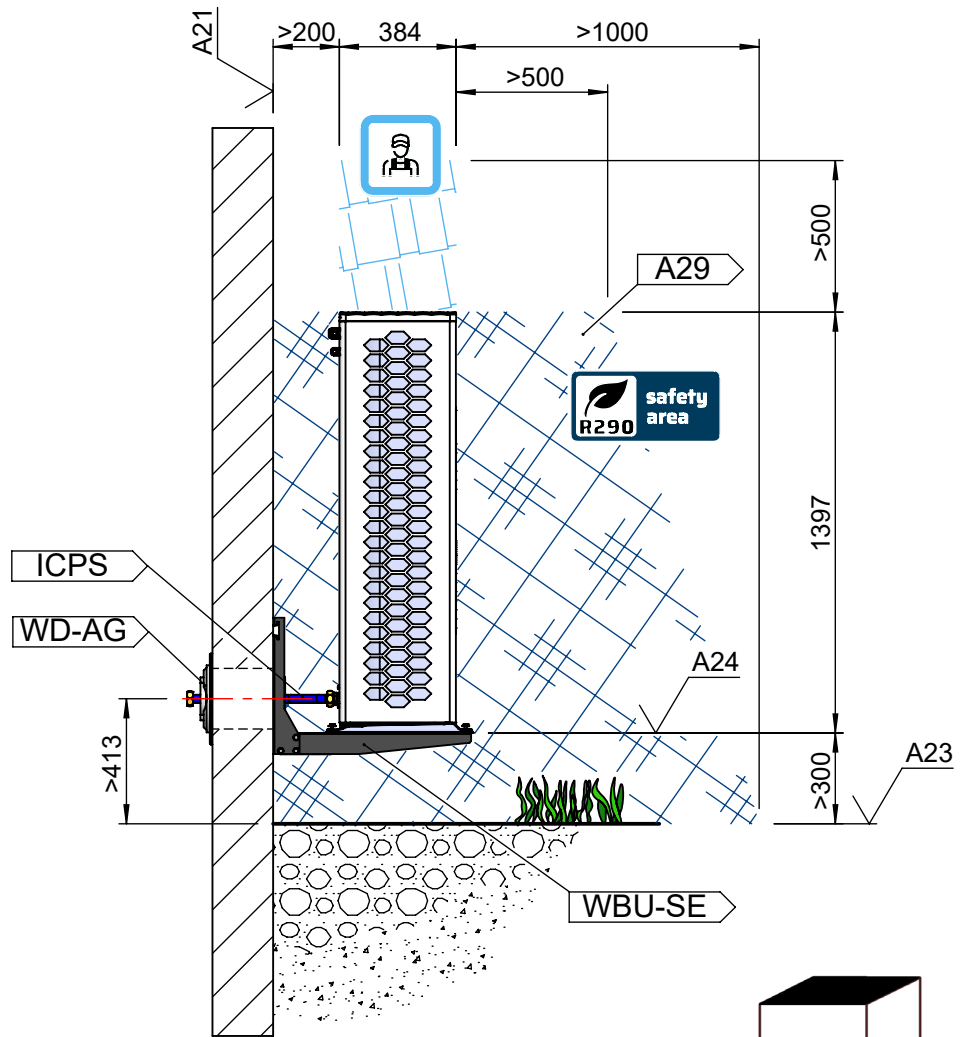 A21
>200
384
>1000
>500
>500
A29
R290
safety
area
1397
ICPS
WD-AG
A24
>413
>300
A23
WBU-SE